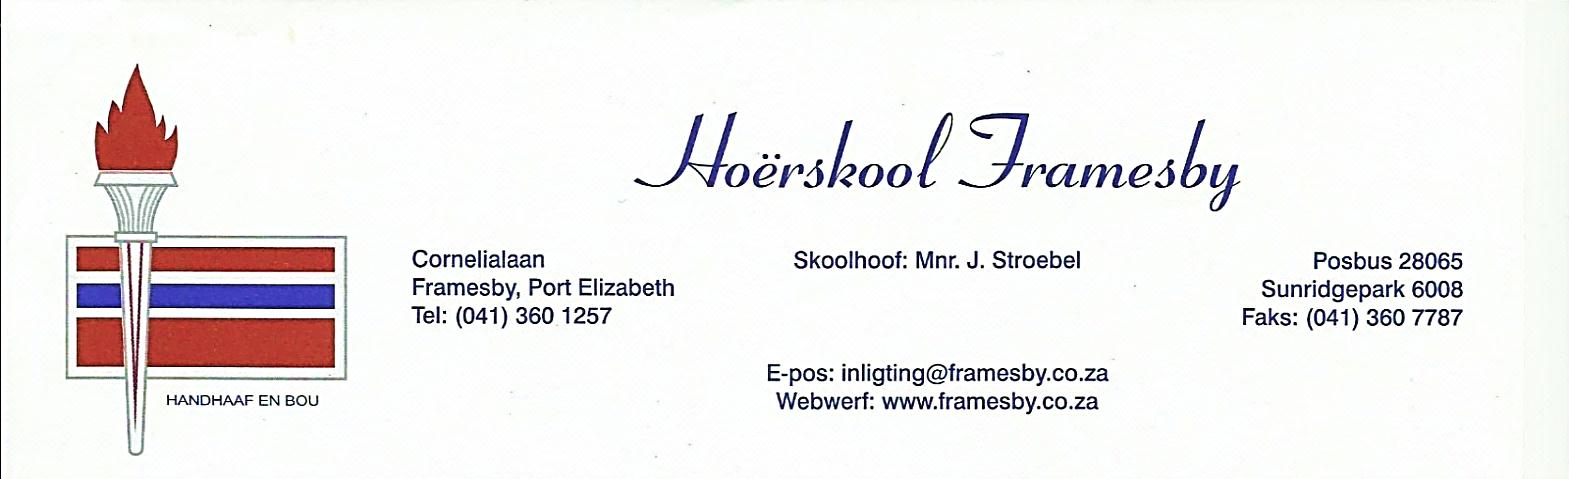 Hoërskool Framesby
Cornelialaan
Framesby, Port Elizabeth
Tel: (041) 360 1257
Skoolhoof: Mnr. J. Stroebel
Posbus 28065
Sunridgepark 6008
Faks: (041) 360 7787
E-pos: inligting@framesby.co.za
Webwerf: www.framesby.co.za
HANDHAAF EN BOU